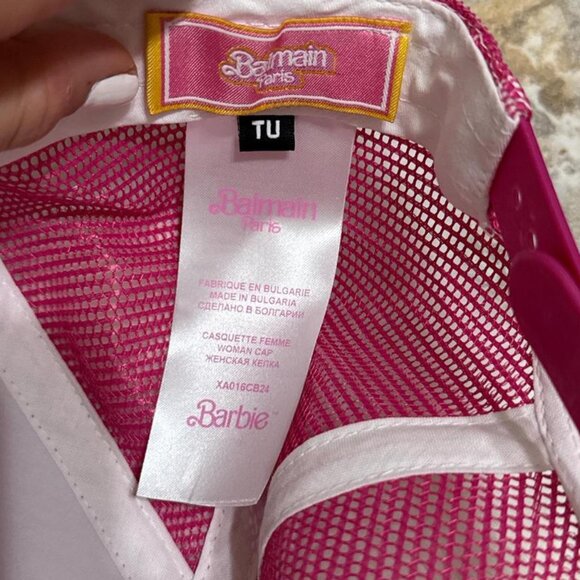 Balmain
Paris
TU
Balmain
Paris
FABRIQUE EN BULGARIE
MADE IN BULGARIA
СДЕЛАНО В БОЛГАРИИ
CASQUETTE FEMME
WOMAN CAP
ЖЕНСКАЯ КЕПКА
XA016CB24
Barbie